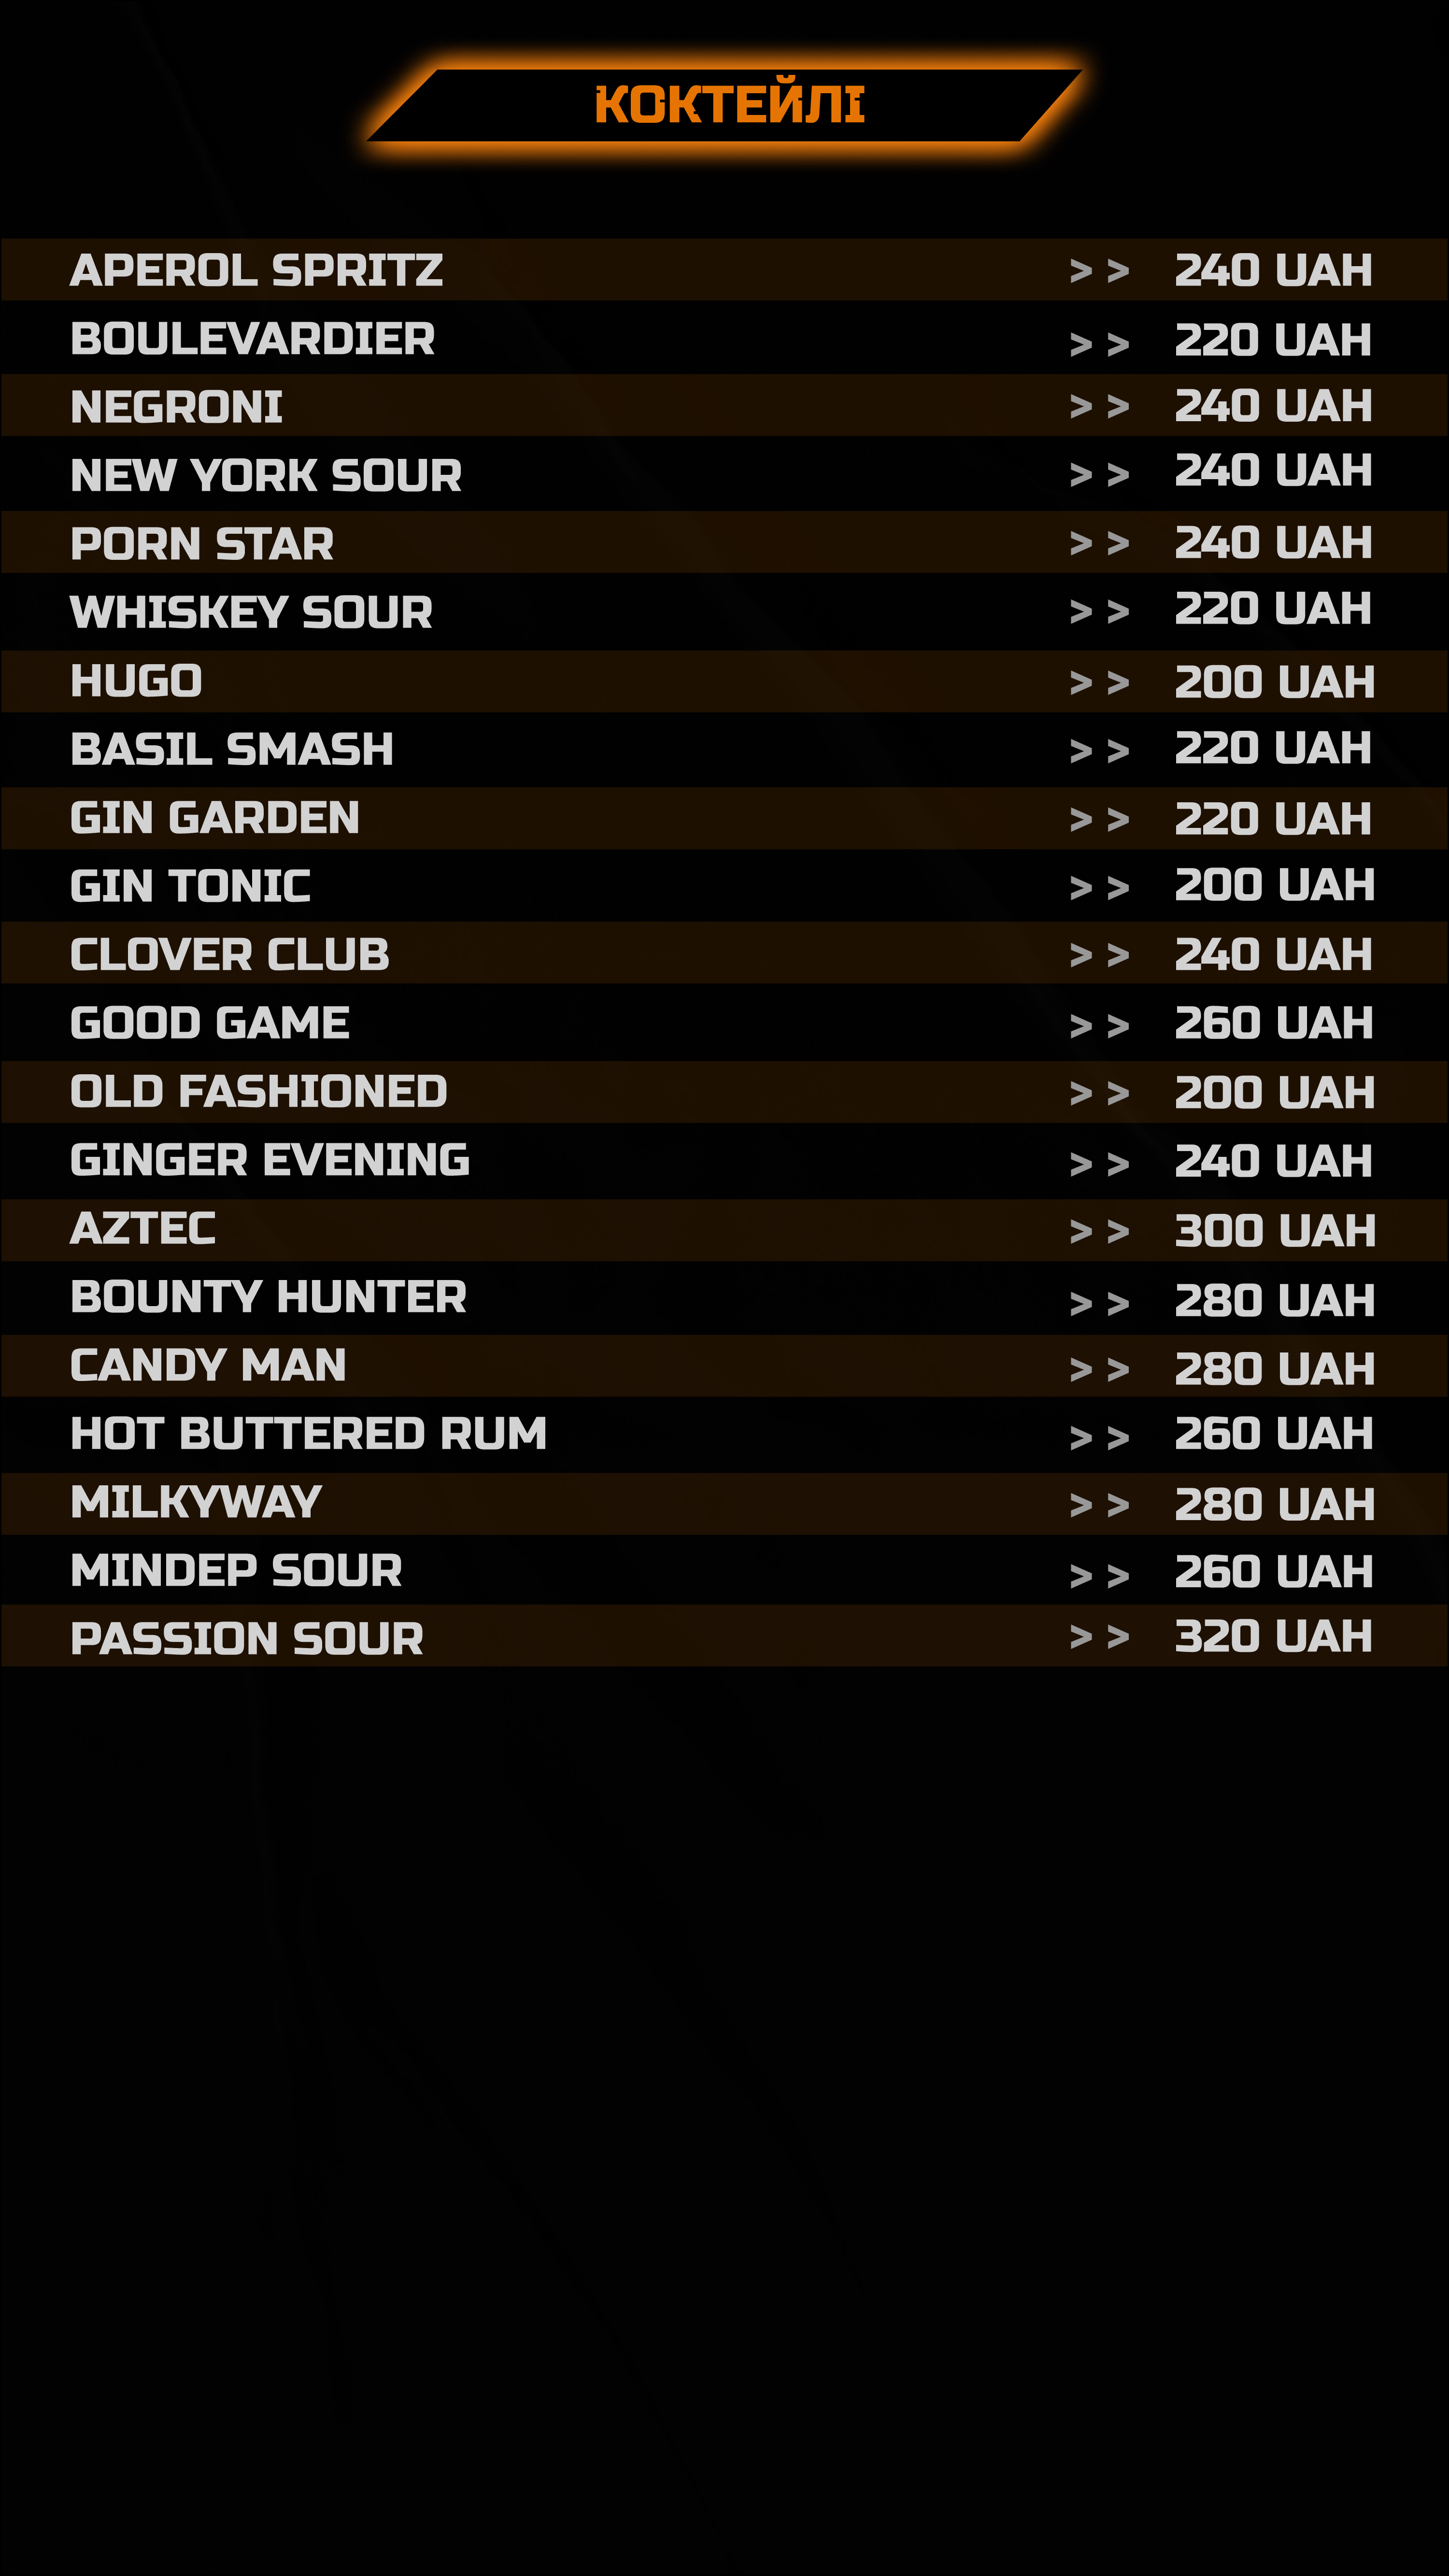 КОКТЕЙЛІ
APEROL SPRITZ > > 240 UAH
BOULEVARDIER > > 220 UAH
NEGRONI > > 240 UAH
NEW YORK SOUR > > 240 UAH
PORN STAR > > 240 UAH
WHISKEY SOUR > > 220 UAH
HUGO > > 200 UAH
BASIL SMASH > > 220 UAH
GIN GARDEN > > 220 UAH
GIN TONIC > > 200 UAH
CLOVER CLUB > > 240 UAH
GOOD GAME > > 260 UAH
OLD FASHIONED > > 200 UAH
GINGER EVENING > > 240 UAH
AZTEC > > 300 UAH
BOUNTY HUNTER > > 280 UAH
CANDY MAN > > 280 UAH
HOT BUTTERED RUM > > 260 UAH
MILKYWAY > > 280 UAH
MINDEP SOUR > > 260 UAH
PASSION SOUR > > 320 UAH